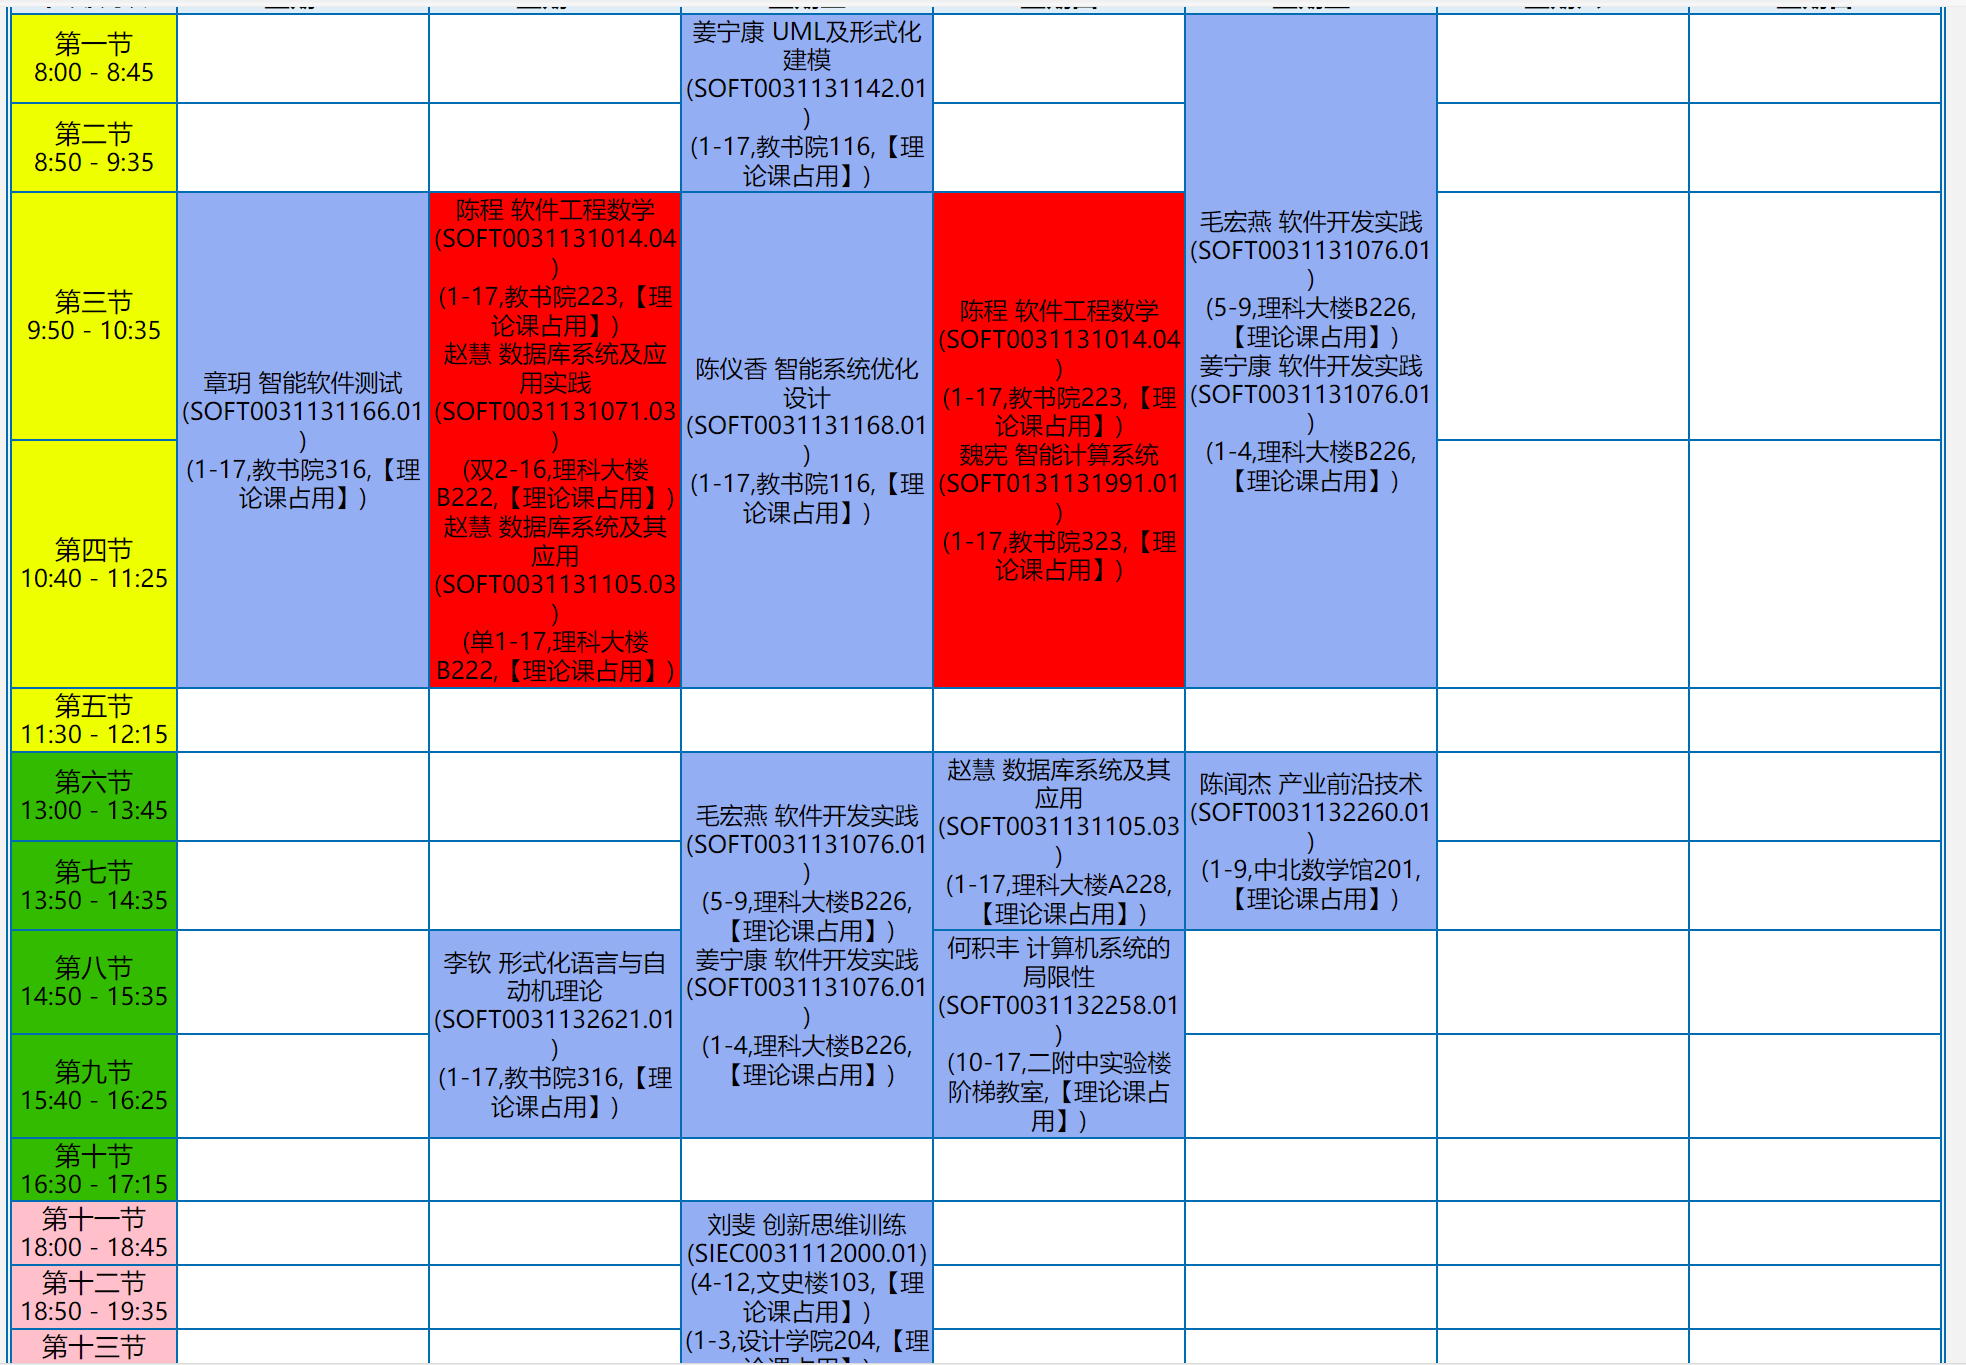 第一节
8:00 - 8:45
姜宁康 UML及形式化
建模
(SOFT0031131142.01
)
(1-17,教书院116,【理
论课占用】)
第二节
8:50 - 9:35
第三节
9:50 - 10:35
第四节
10:40 - 11:25
章玥 智能软件测试
(SOFT0031131166.01
)
(1-17,教书院316,【理
论课占用】)
陈程 软件工程数学
(SOFT0031131014.04
)
(1-17,教书院223,【理
论课占用】)
赵慧 数据库系统及应
用实践
(SOFT0031131071.03
)
(双2-16,理科大楼
B222,【理论课占用】)
赵慧 数据库系统及其
应用
(SOFT0031131105.03
)
(单1-17,理科大楼
B222,【理论课占用】)
陈仪香 智能系统优化
设计
(SOFT0031131168.01
)
(1-17,教书院116,【理
论课占用】)
陈程 软件工程数学
(SOFT0031131014.04
)
(1-17,教书院223,【理
论课占用】)
魏宪 智能计算系统
(SOFT0131131991.01
)
(1-17,教书院323,【理
论课占用】)
毛宏燕 软件开发实践
(SOFT0031131076.01
)
(5-9,理科大楼B226,
【理论课占用】)
姜宁康 软件开发实践
(SOFT0031131076.01
)
(1-4,理科大楼B226,
【理论课占用】)
第五节
11:30 - 12:15
第六节
13:00 - 13:45
第七节
13:50 - 14:35
第八节
14:50 - 15:35
第九节
15:40 - 16:25
李钦 形式化语言与自
动机理论
(SOFT0031132621.01
)
(1-17,教书院316,【理
论课占用】)
毛宏燕 软件开发实践
(SOFT0031131076.01
)
(5-9,理科大楼B226,
【理论课占用】)
姜宁康 软件开发实践
(SOFT0031131076.01
)
(1-4,理科大楼B226,
【理论课占用】)
赵慧 数据库系统及其
应用
(SOFT0031131105.03
)
(1-17,理科大楼A228,
【理论课占用】)
何积丰 计算机系统的
局限性
(SOFT0031132258.01
)
(10-17,二附中实验楼
阶梯教室,【理论课占
用】)
陈闻杰 产业前沿技术
(SOFT0031132260.01
)
(1-9,中北数学馆201,
【理论课占用】)
第十节
16:30 - 17:15
第十一节
18:00 - 18:45
第十二节
18:50 - 19:35
第十三节
刘斐 创新思维训练
(SIEC0031112000.01)
(4-12,文史楼103,【理
论课占用】)
(1-3,设计学院204,【理